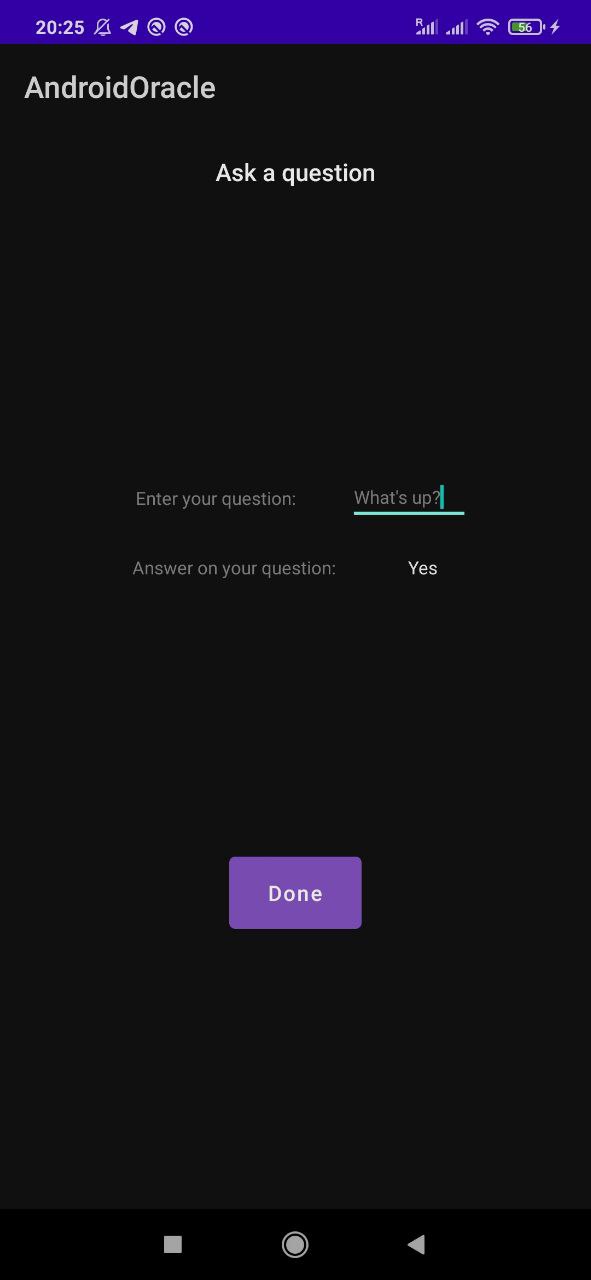 20:25 R 56
AndroidOracle
Ask a question
Enter your question: What's up?
Answer on your question: Yes
Done